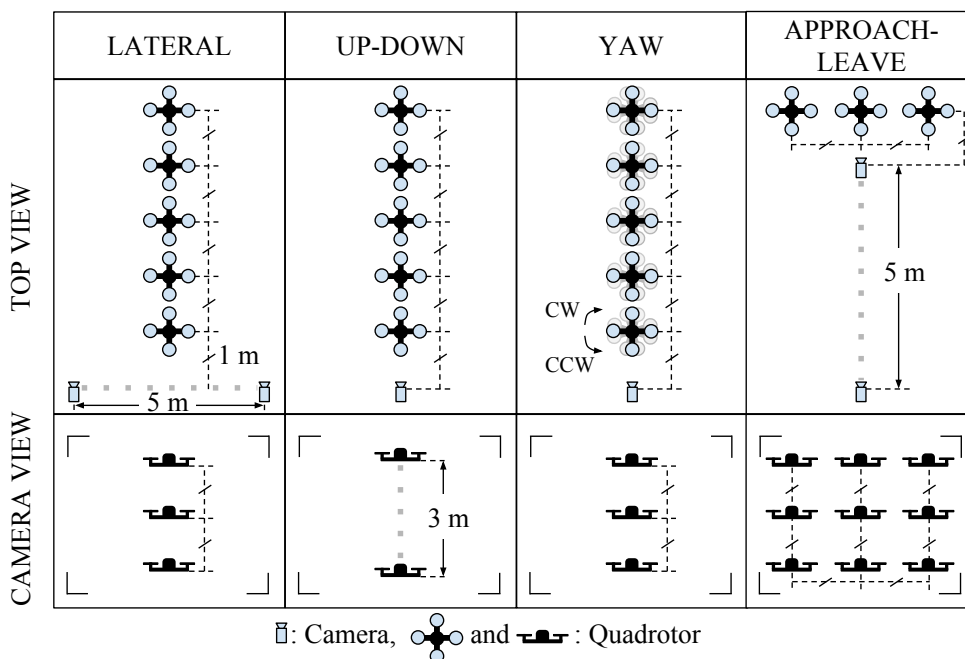 LATERAL
UP-DOWN
YAW
APPROACH-
LEAVE
TOP VIEW
1 m
5 m
CW
CCW
5 m
CAMERA VIEW
3 m
: Camera, and : Quadrotor